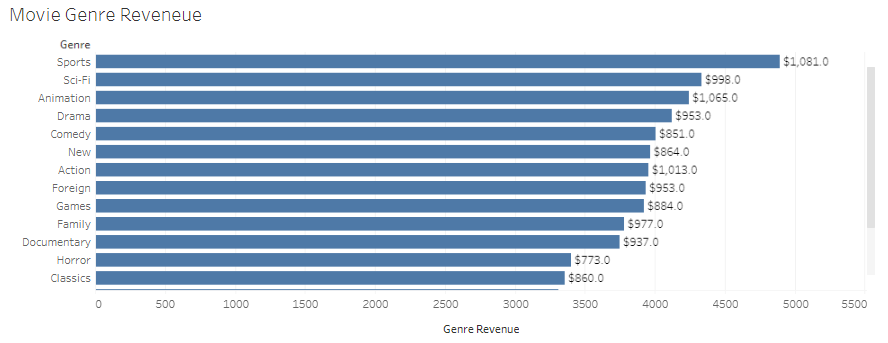 Movie Genre Reveneue
Genre
Sports $1,081.0
Sci-Fi $998.0
Animation $1,065.0
Drama $953.0
Comedy $851.0
New $864.0
Action $1,013.0
Foreign $953.0
Games $884.0
Family $977.0
Documentary $937.0
Horror $773.0
Classics $860.0
0 500 1000 1500 2000 2500 3000 3500 4000 4500 5000 5500
Genre Revenue